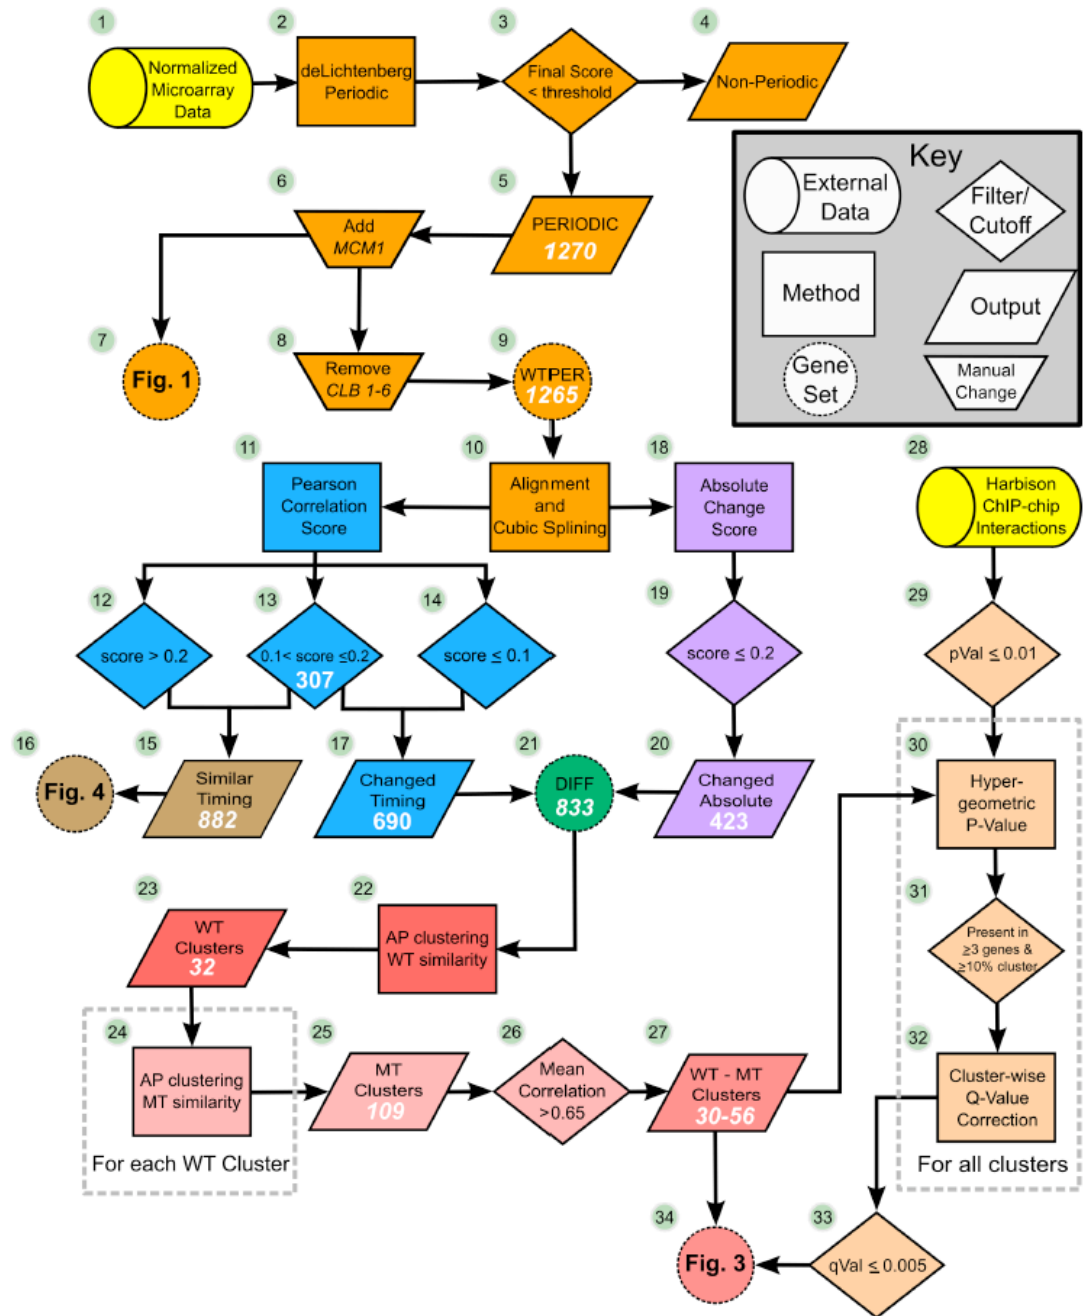 1
2
3
4
Normalized
Microarray
Data
deLichtenberg
Periodic
Final Score
< threshold
Non-Periodic
Key
External
Data
Filter/
Cutoff
Method
Output
Gene
Set
Manual
Change
6
5
Add
MCM1
PERIODIC
1270
7
8
9
Fig. 1
Remove
CLB 1-6
WTPER
1265
11
10
18
28
Pearson
Correlation
Score
Alignment
and
Cubic Splining
Absolute
Change
Score
Harbison
ChIP-chip
Interactions
12
13
14
19
29
score > 0.2
0.1< score ≤0.2
307
score ≤ 0.1
score ≤ 0.2
pVal ≤ 0.01
16
15
17
21
20
30
Fig. 4
Similar
Timing
882
Changed
Timing
690
DIFF
833
Changed
Absolute
423
Hyper-
geometric
P-Value
23
22
31
WT
Clusters
32
AP clustering
WT similarity
Present in
≥3 genes &
≥10% cluster
24
25
26
27
32
AP clustering
MT similarity
MT
Clusters
109
Mean
Correlation
>0.65
WT - MT
Clusters
30-56
Cluster-wise
Q-Value
Correction
For each WT Cluster
For all clusters
34
33
Fig. 3
qVal ≤ 0.005